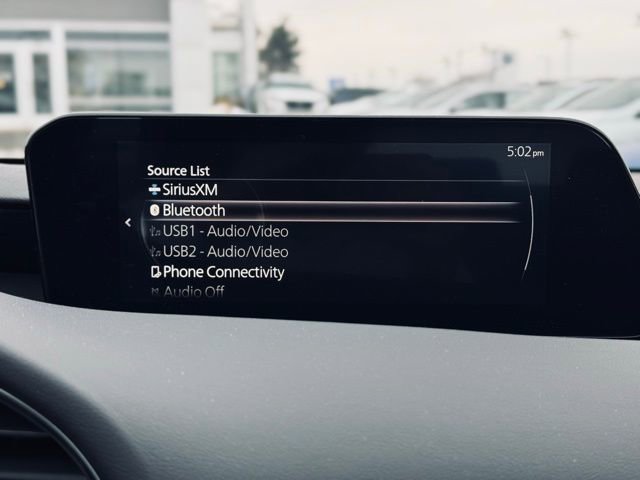 5:02pm
Source List
SiriusXM
Bluetooth
USB1 - Audio/Video
USB2 - Audio/Video
Phone Connectivity
Audio Off